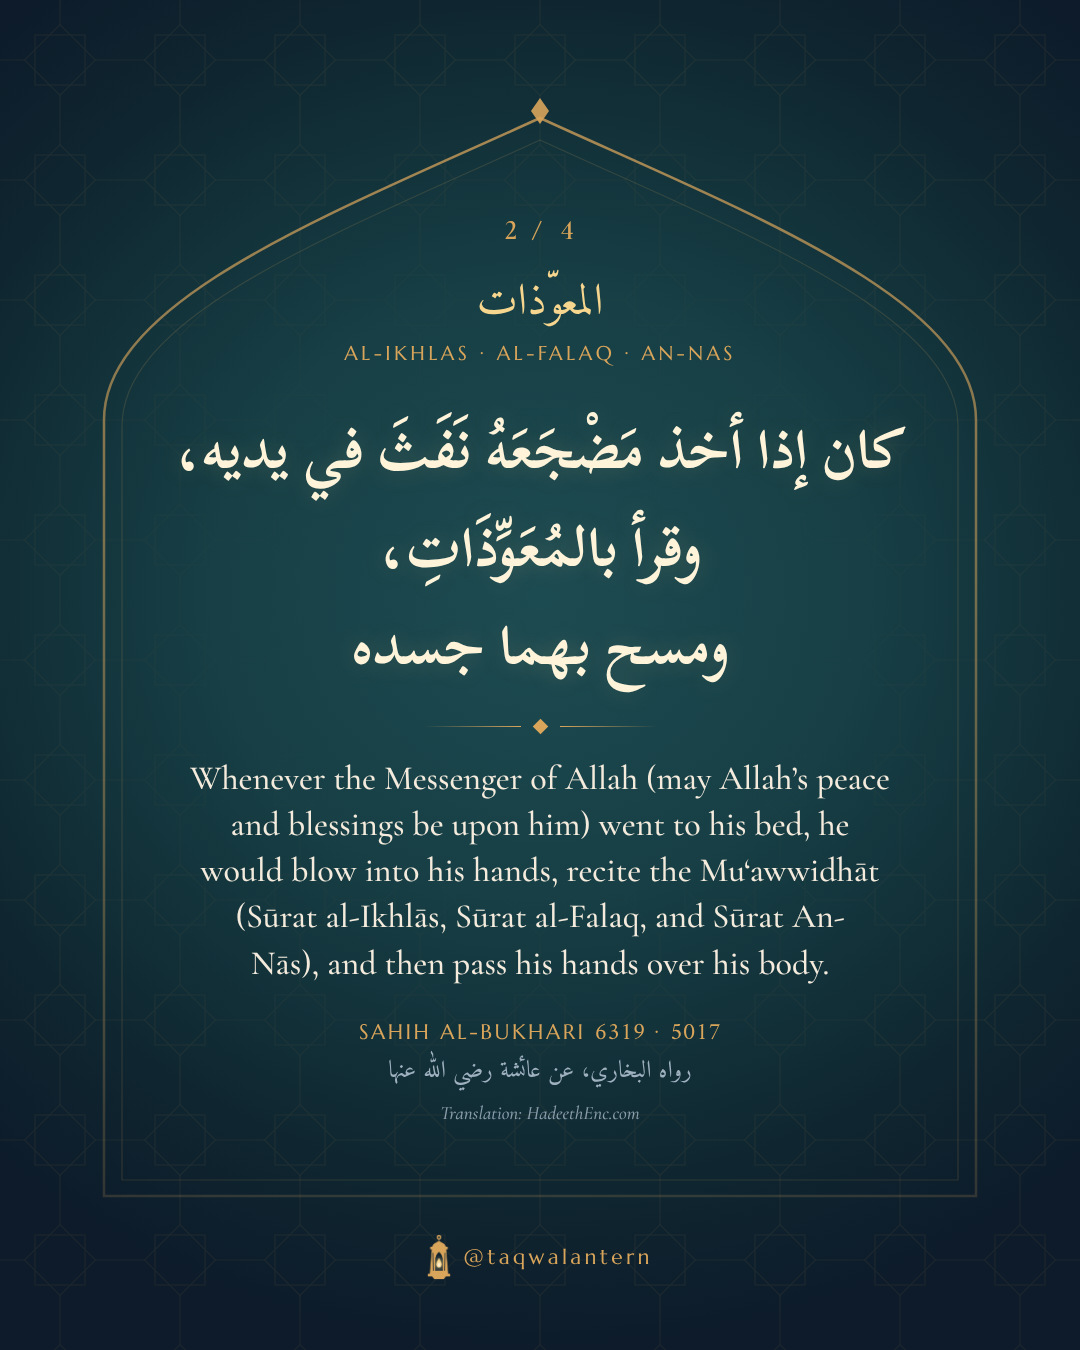 2 / 4
المعوّذات
AL-IKHLAS · AL-FALAQ · AN-NAS
كان إذا أخذ مَضْجَعَهُ نَفَثَ في يديه،
وقرأ بالمُعَوِّذَاتِ،
ومسح بهما جسده
Whenever the Messenger of Allah (may Allah’s peace
and blessings be upon him) went to his bed, he
would blow into his hands, recite the Mu‘awwidhāt
(Sūrat al-Ikhlās, Sūrat al-Falaq, and Sūrat An-
Nās), and then pass his hands over his body.
SAHIH AL-BUKHARI 6319 · 5017
رواه البخاري، عن عائشة رضي الله عنها
Translation: HadeethEnc.com
@taqwalantern